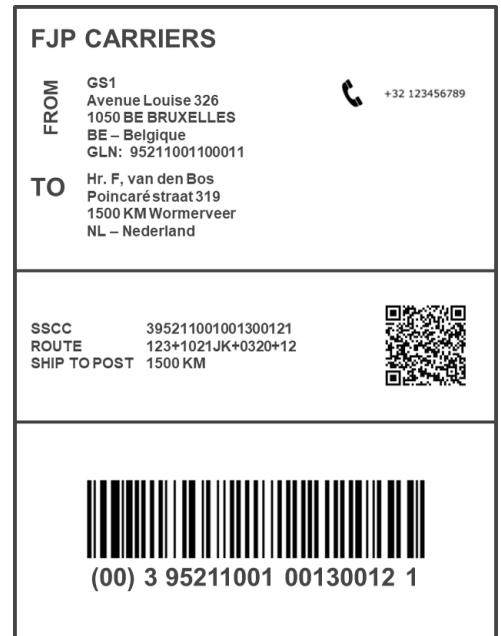 FJP CARRIERS
FROM
GS1
Avenue Louise 326
1050 BE BRUXELLES
BE – Belgique
GLN: 95211001100011
+32 123456789
TO
Hr. F, van den Bos
Poincaréstraat 319
1500 KM Wormerveer
NL – Nederland
SSCC 395211001001300121
ROUTE 123+1021JK+0320+12
SHIP TO POST 1500 KM
(00) 3 95211001 00130012 1